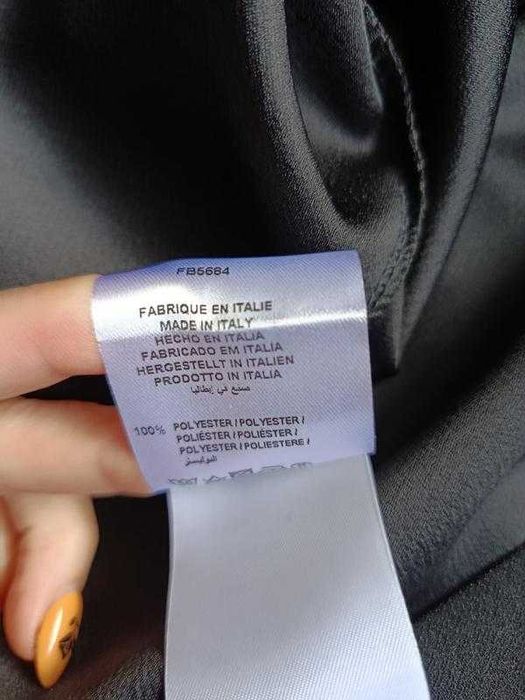 FB5684
FABRIQUE EN ITALIE
MADE IN ITALY
HECHO EN ITALIA
FABRICADO EM ITALIA
HERGESTELLT IN ITALIEN
PRODOTTO IN ITALIA
صنع في إيطاليا
100% POLYESTER / POLYESTER /
POLIÉSTER / POLIÉSTER /
POLYESTER / POLIESTERE /
البوليستر